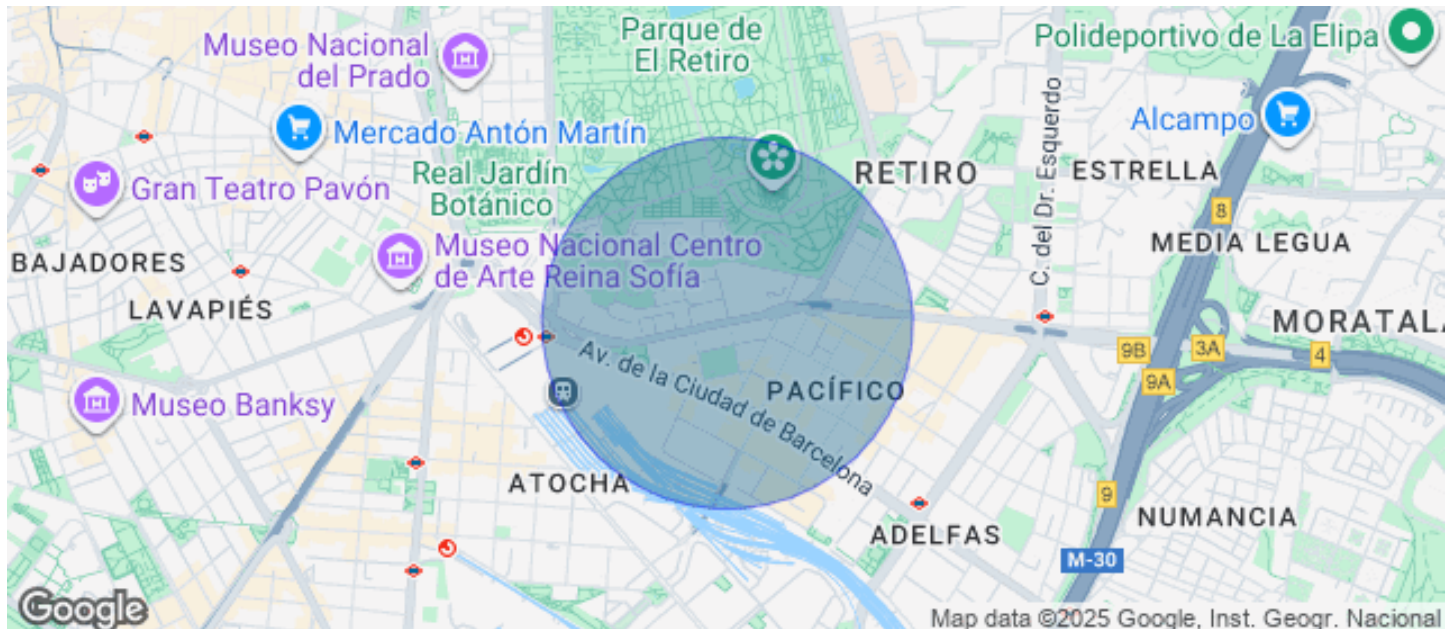 Museo Nacional
del Prado
Parque de
El Retiro
Polideportivo de La Elipa
Mercado Antón Martín
Alcampo
C. del Dr. Esquerdo
Gran Teatro Pavón
Real Jardín
Botánico
RETIRO
ESTRELLA
8
BAJADORES
Museo Nacional Centro
de Arte Reina Sofía
MEDIA LEGUA
LAVAPIÉS
MORATALA
9B
3A
4
9A
Av. de la Ciudad de Barcelona
PACÍFICO
Museo Banksy
ATOCHA
9
NUMANCIA
ADELFAS
M-30
Google
Map data ©2025 Google, Inst. Geogr. Nacional